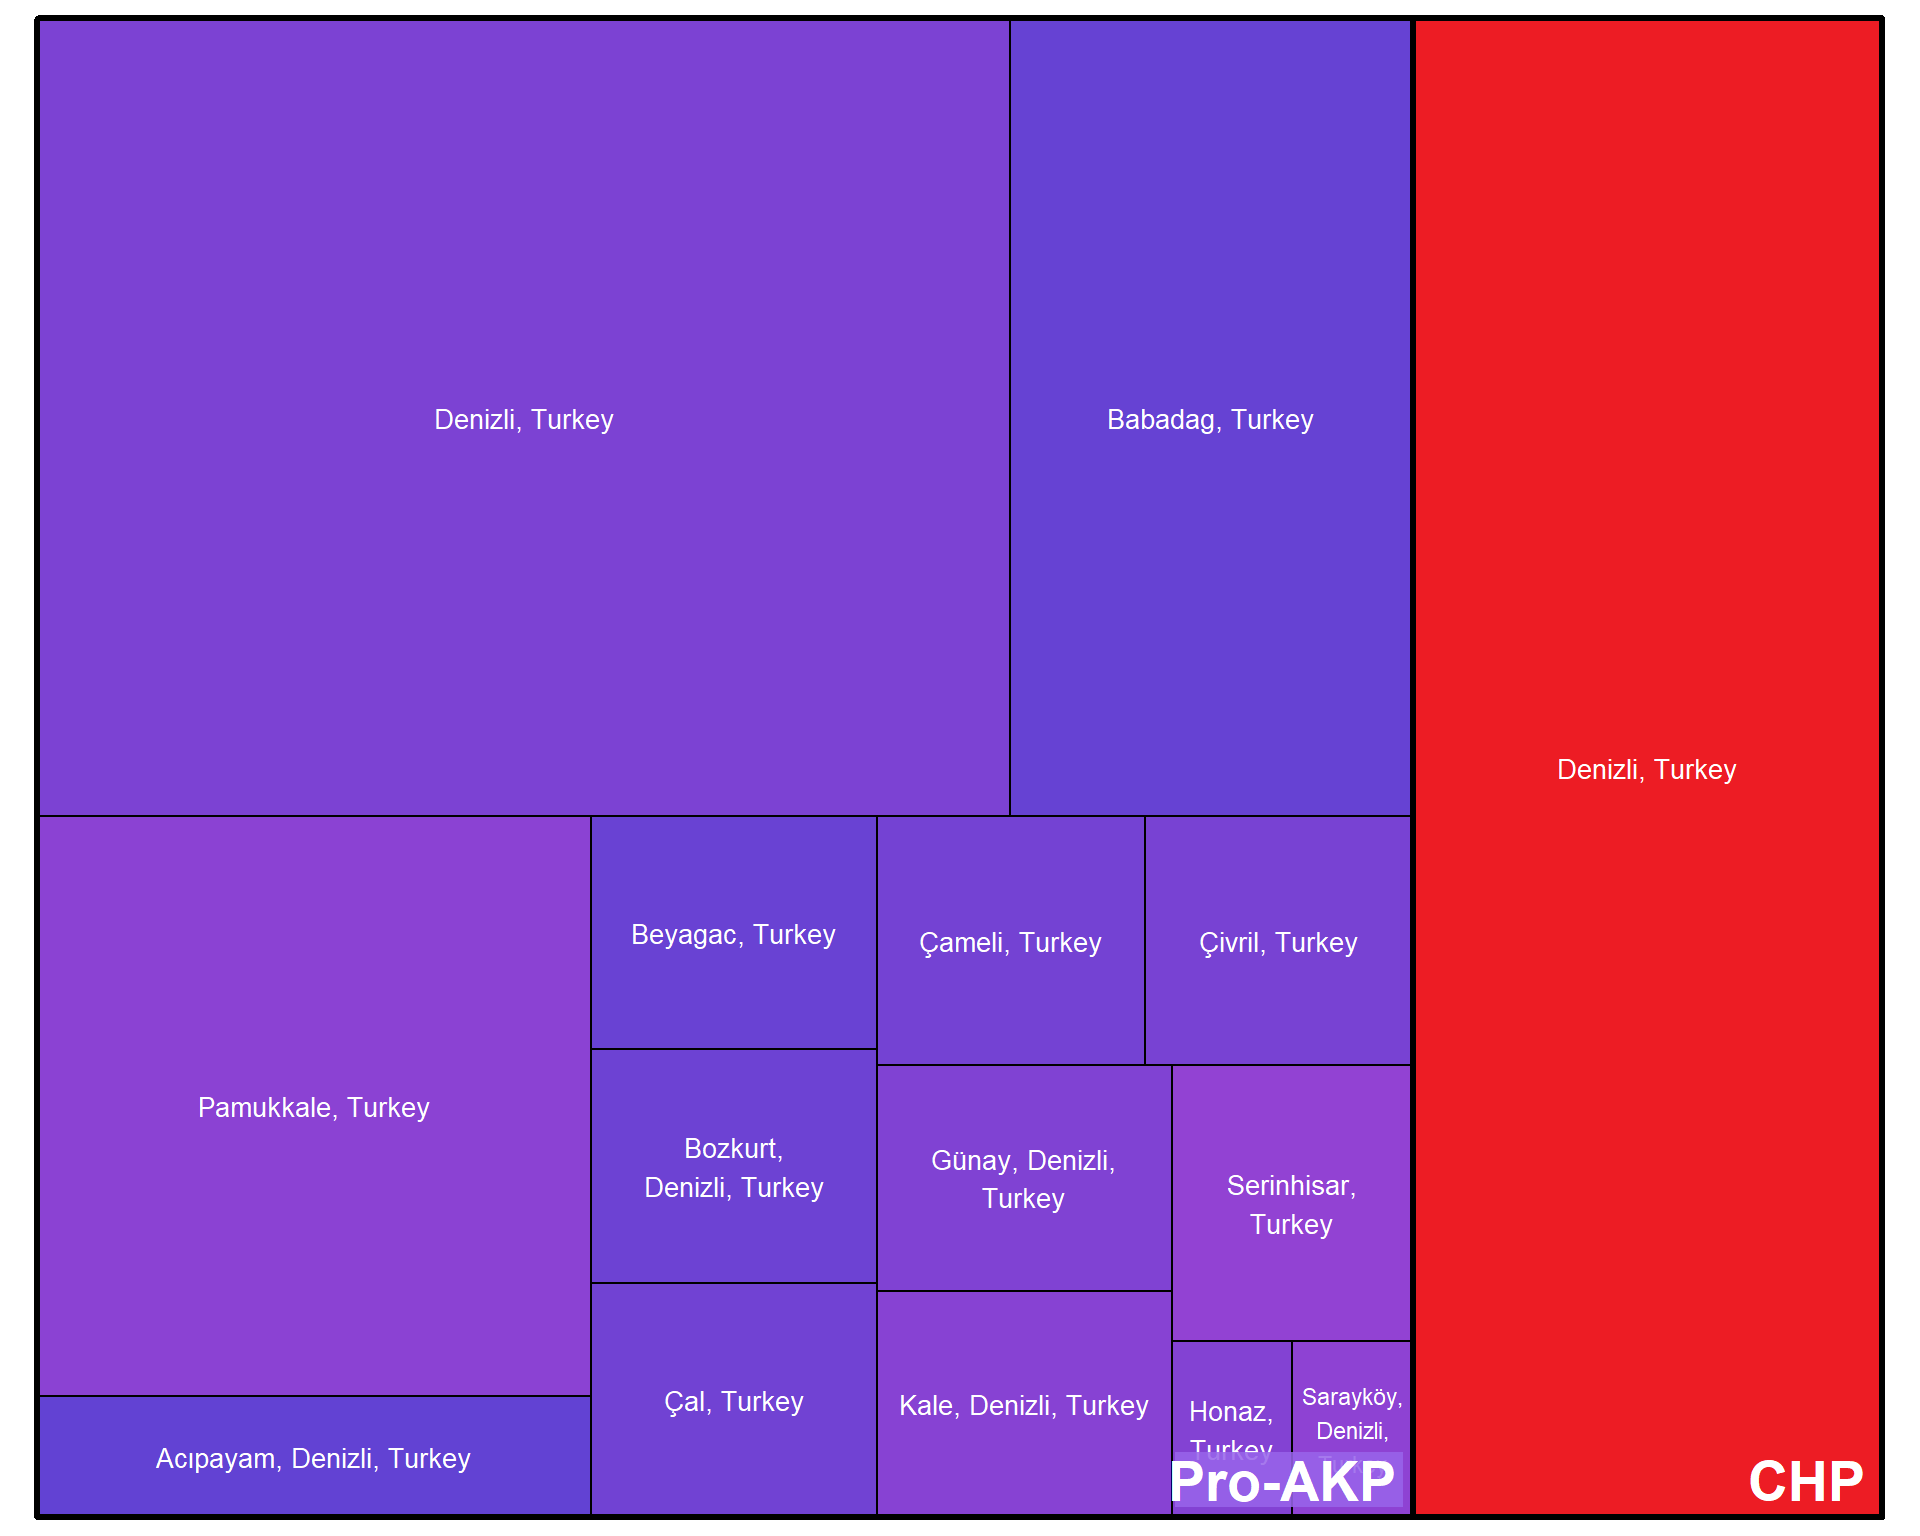 Denizli, Turkey
Babadag, Turkey
Denizli, Turkey
Pamukkale, Turkey
Beyagac, Turkey
Çameli, Turkey
Çivril, Turkey
Bozkurt,
Denizli, Turkey
Günay, Denizli,
Turkey
Serinhisar,
Turkey
Acıpayam, Denizli, Turkey
Çal, Turkey
Kale, Denizli, Turkey
Honaz,
Turkey
Sarayköy,
Denizli,
Pro-AKP
CHP